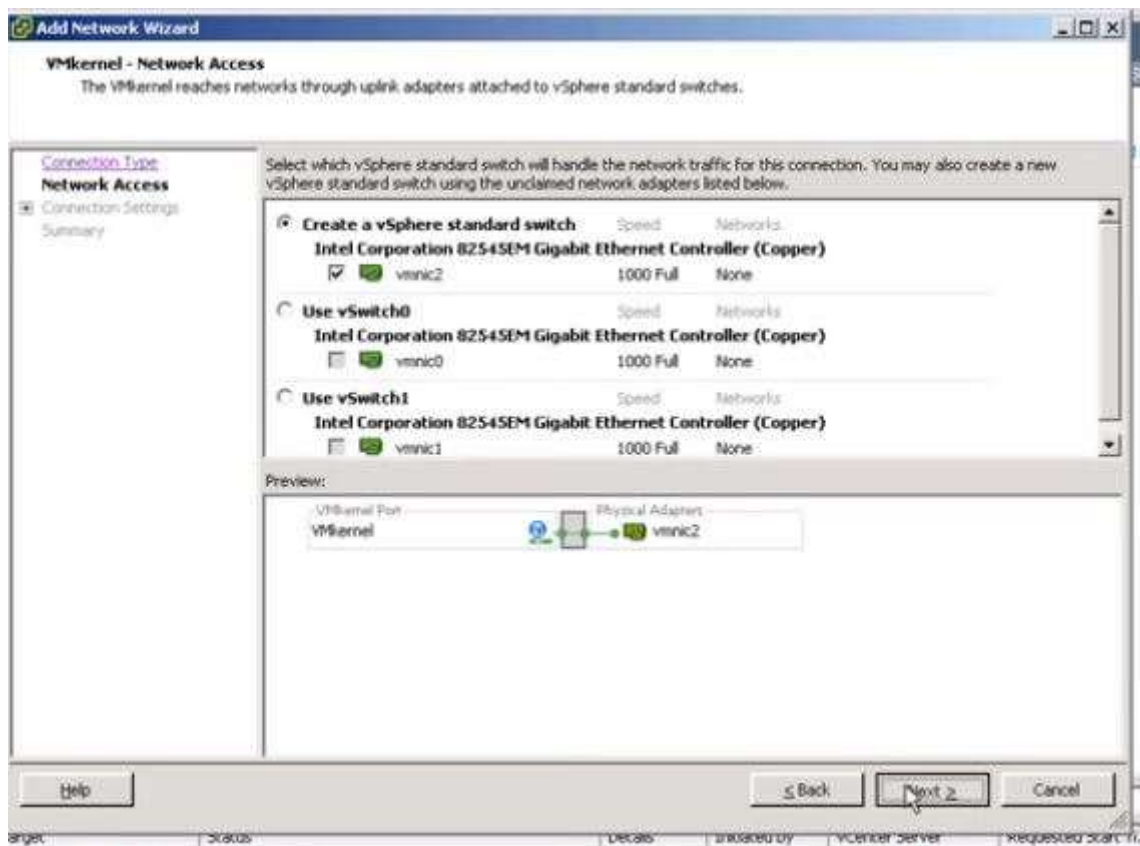 Add Network Wizard
VMkernel - Network Access
The VMkernel reaches networks through uplink adapters attached to vSphere standard switches.
Connection Type
Network Access
Connection Settings
Summary
Select which vSphere standard switch will handle the network traffic for this connection. You may also create a new
vSphere standard switch using the unclaimed network adapters listed below.
Create a vSphere standard switch Speed Networks
Intel Corporation 82545EM Gigabit Ethernet Controller (Copper)
vmnic2 1000 Full None
Use vSwitch0 Speed Networks
Intel Corporation 82545EM Gigabit Ethernet Controller (Copper)
vmnic0 1000 Full None
Use vSwitch1 Speed Networks
Intel Corporation 82545EM Gigabit Ethernet Controller (Copper)
vmnic1 1000 Full None
Preview:
VMkernel Port Physical Adapters
VMkernel vmnic2
Help < Back Next > Cancel
Status Details Initiated by vCenter Server Requested Start